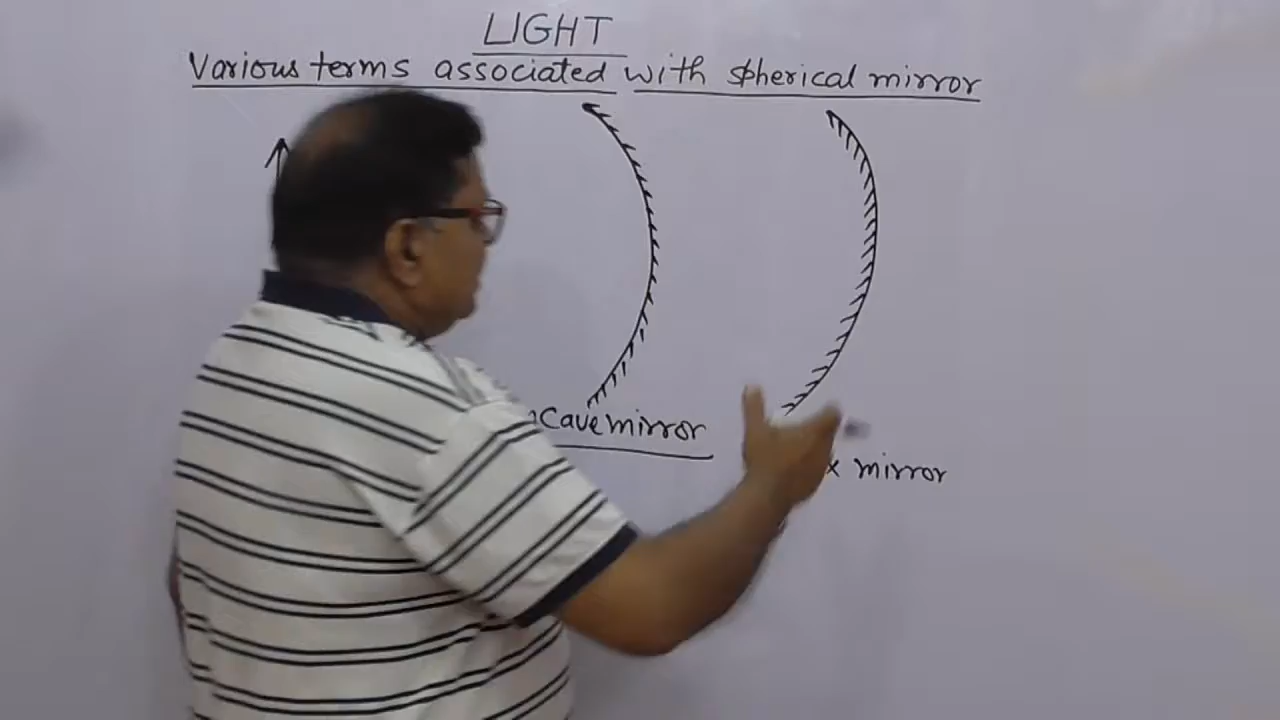 LIGHT
Various terms associated with spherical mirror
cave mirror
x mirror